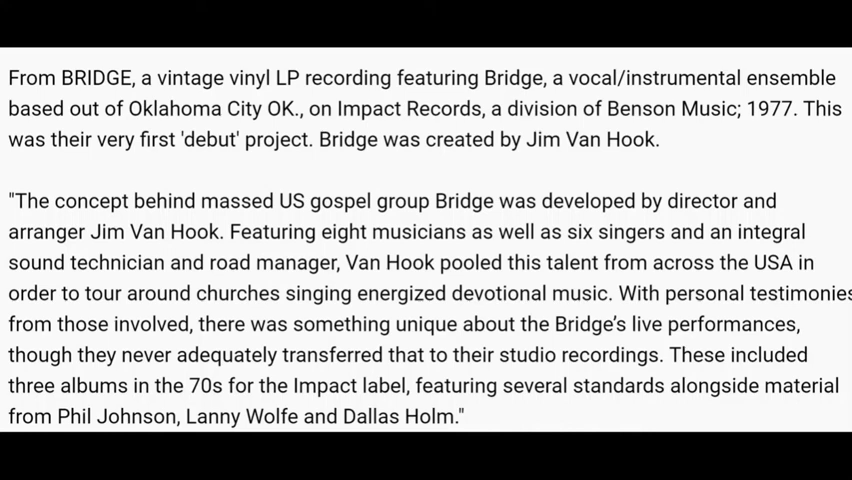 From BRIDGE, a vintage vinyl LP recording featuring Bridge, a vocal/instrumental ensemble
based out of Oklahoma City OK., on Impact Records, a division of Benson Music; 1977. This
was their very first 'debut' project. Bridge was created by Jim Van Hook.
"The concept behind massed US gospel group Bridge was developed by director and
arranger Jim Van Hook. Featuring eight musicians as well as six singers and an integral
sound technician and road manager, Van Hook pooled this talent from across the USA in
order to tour around churches singing energized devotional music. With personal testimonies
from those involved, there was something unique about the Bridge’s live performances,
though they never adequately transferred that to their studio recordings. These included
three albums in the 70s for the Impact label, featuring several standards alongside material
from Phil Johnson, Lanny Wolfe and Dallas Holm."